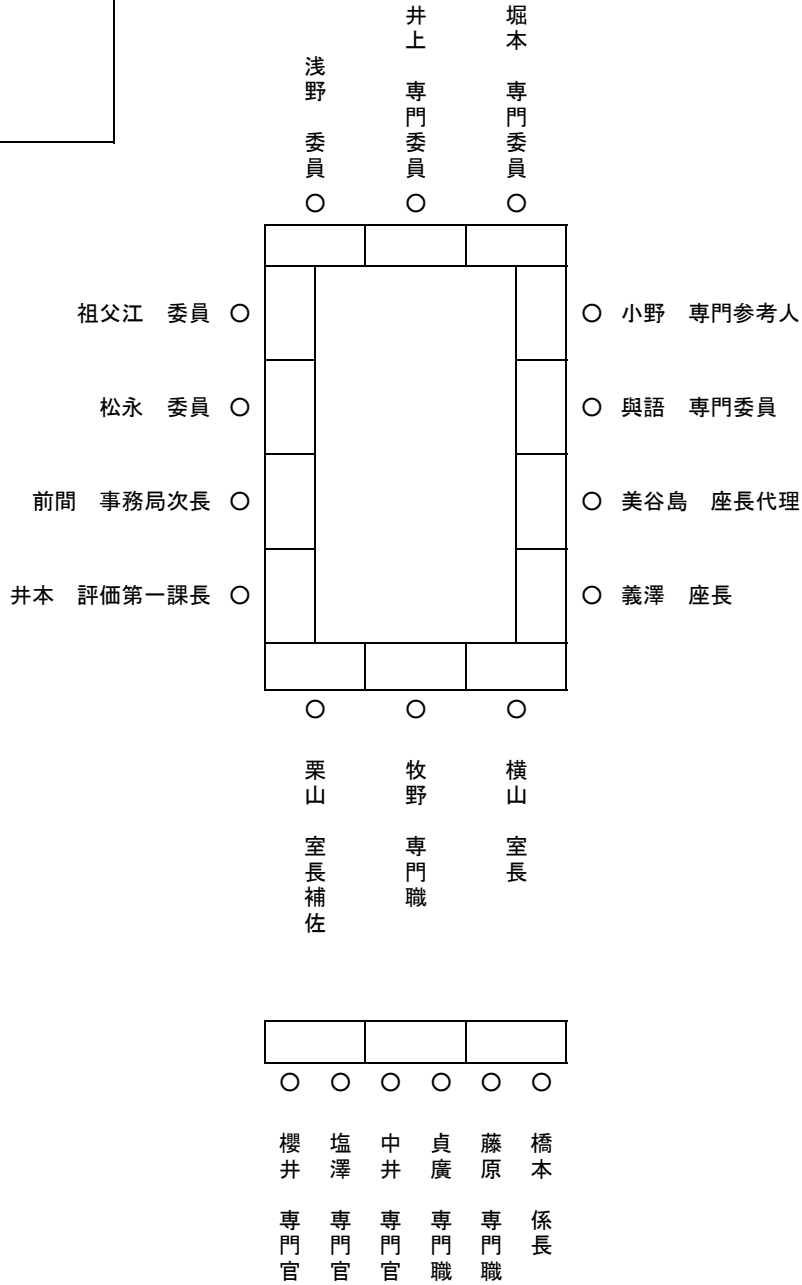 浅野　委員
井上　専門委員
堀本　専門委員
祖父江　委員
松永　委員
前間　事務局次長
井本　評価第一課長
小野　専門参考人
與語　専門委員
美谷島　座長代理
義澤　座長
栗山　室長補佐
牧野　専門職
横山　室長
櫻井　専門官
塩澤　専門官
中井　専門官
貞廣　専門職
藤原　専門職
橋本　係長